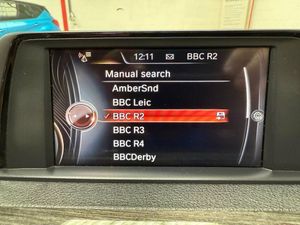 12:11 BBC R2
Manual search
AmberSnd
BBC Leic
✓ BBC R2
BBC R3
BBC R4
BBCDerby